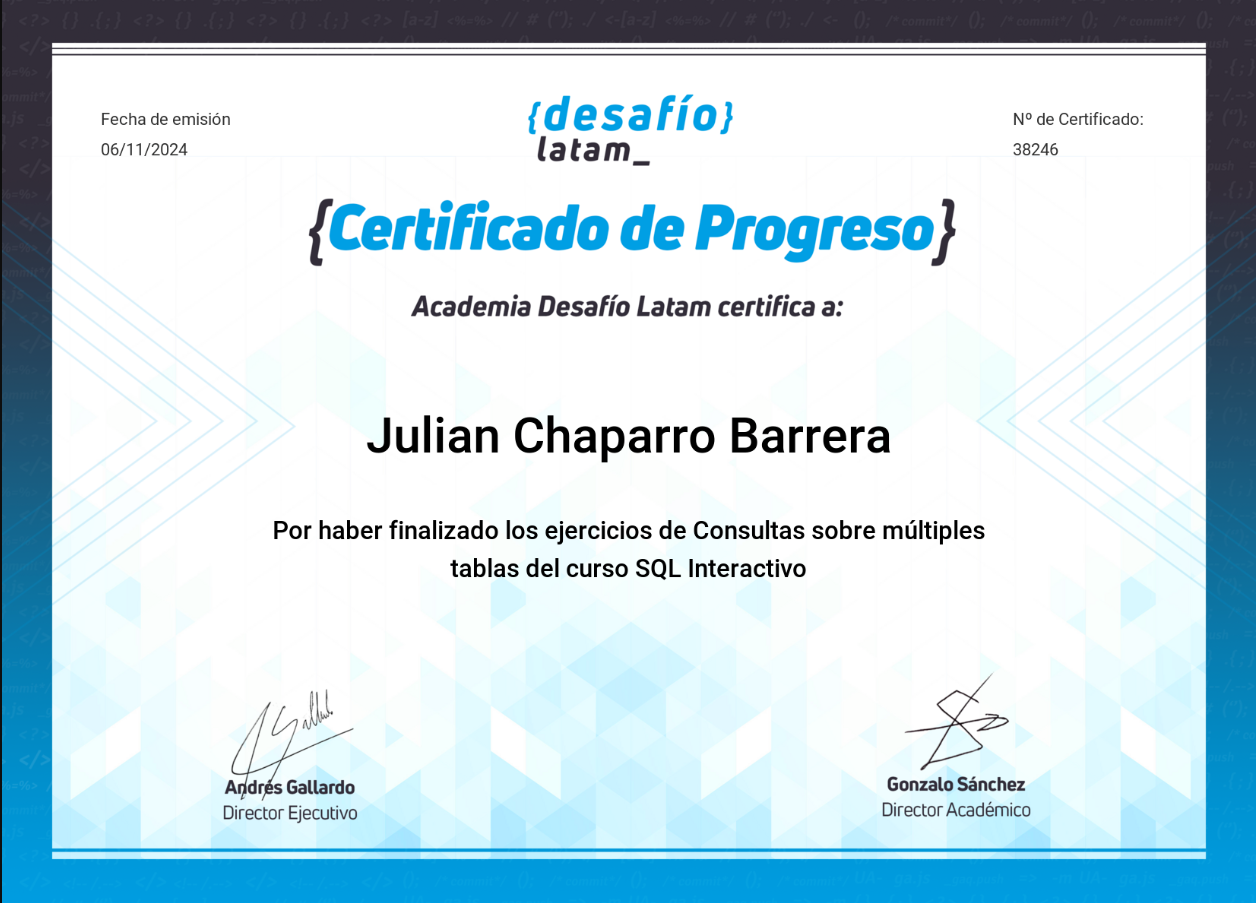 Fecha de emisión
06/11/2024
{desafío}
latam_
Nº de Certificado:
38246
{Certificado de Progreso}
Academia Desafío Latam certifica a:
Julian Chaparro Barrera
Por haber finalizado los ejercicios de Consultas sobre múltiples
tablas del curso SQL Interactivo
Andrés Gallardo
Director Ejecutivo
Gonzalo Sánchez
Director Académico